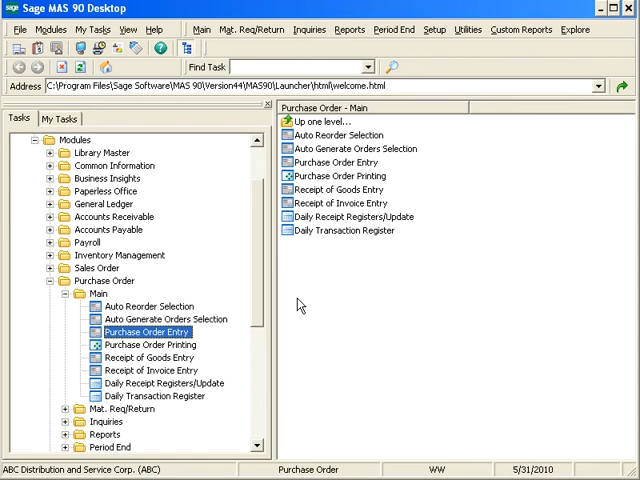 sage Sage MAS 90 Desktop
File Modules My Tasks View Help Main Mat. Req/Return Inquiries Reports Period End Setup Utilities Custom Reports Explore
Find Task
Address C:\Program Files\Sage Software\MAS 90\Version44\MAS90\Launcher\html\welcome.html
Tasks My Tasks
Modules
Library Master
Common Information
Business Insights
Paperless Office
General Ledger
Accounts Receivable
Accounts Payable
Payroll
Inventory Management
Sales Order
Purchase Order
Main
Auto Reorder Selection
Auto Generate Orders Selection
Purchase Order Entry
Purchase Order Printing
Receipt of Goods Entry
Receipt of Invoice Entry
Daily Receipt Registers/Update
Daily Transaction Register
Mat. Req/Return
Inquiries
Reports
Period End
Purchase Order - Main
Up one level...
Auto Reorder Selection
Auto Generate Orders Selection
Purchase Order Entry
Purchase Order Printing
Receipt of Goods Entry
Receipt of Invoice Entry
Daily Receipt Registers/Update
Daily Transaction Register
ABC Distribution and Service Corp. (ABC) Purchase Order WW 5/31/2010